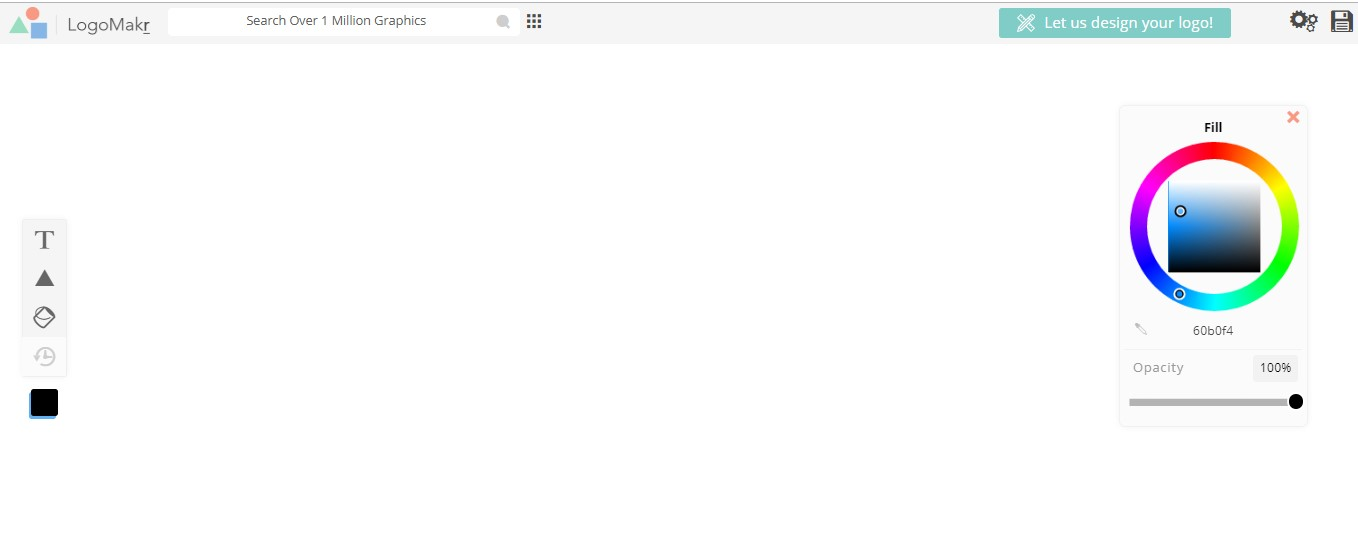 LogoMakr
Search Over 1 Million Graphics
Let us design your logo!
Fill
T
60b0f4
Opacity
100%